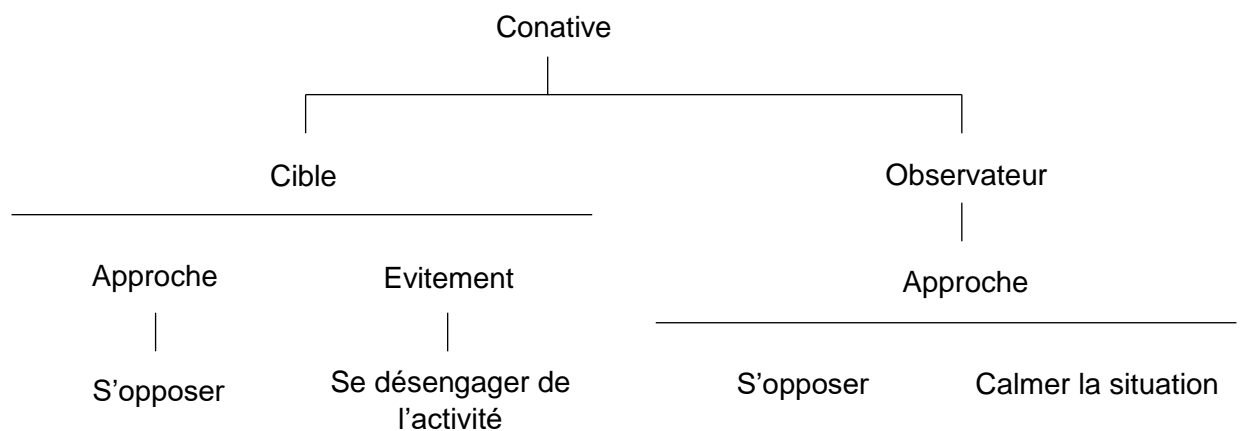 Conative
Cible
Observateur
Approche
Evitement
Approche
S’opposer
Se désengager de
l’activité
S’opposer
Calmer la situation